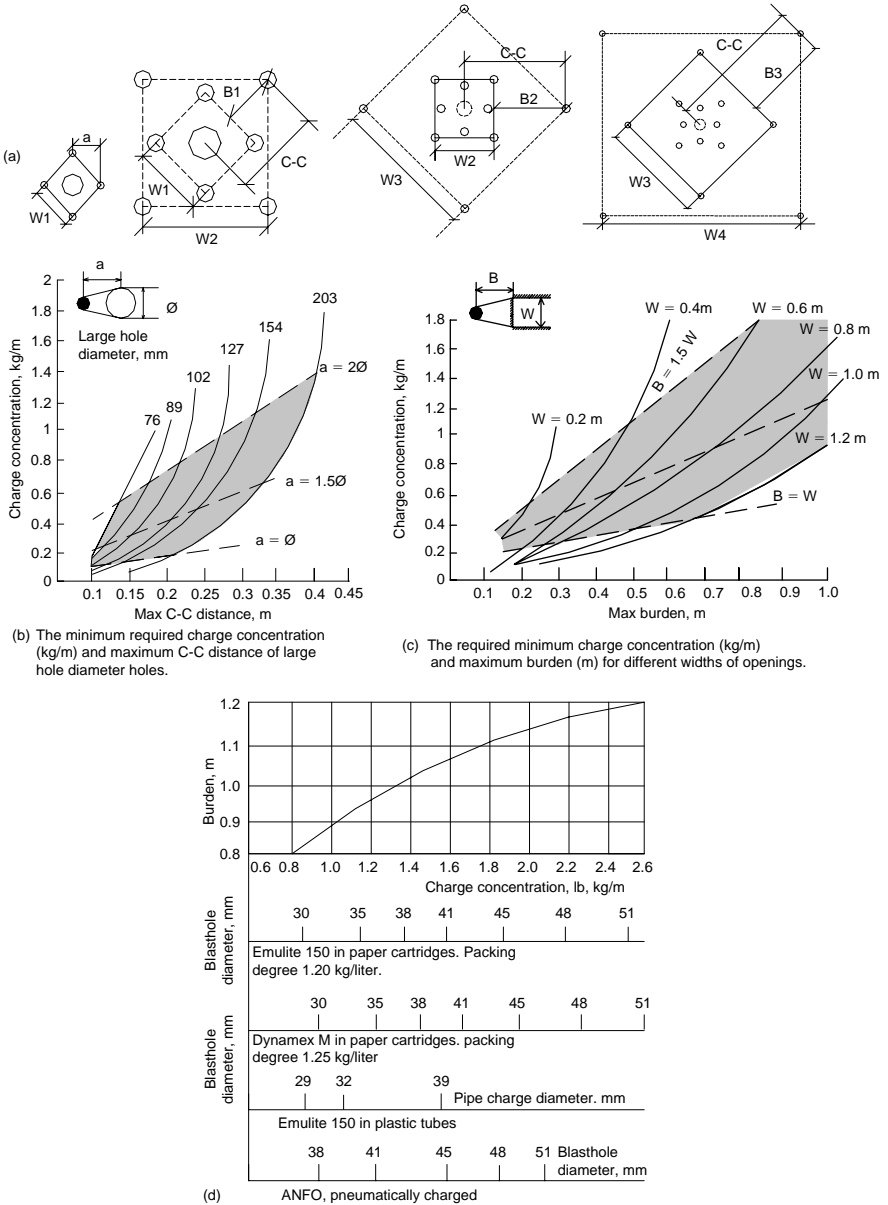 (a)
a
W1
B1
C-C
W1
W2
C-C
B2
W2
W3
C-C
B3
W3
W4
a
Ø
Large hole
diameter, mm
Charge concentration, kg/m
2
1.8
1.6
1.4
1.2
1
0.8
0.6
0.4
0.2
0
76
89
102
127
154
203
a = 2Ø
a = 1.5Ø
a = Ø
0.1 0.15 0.2 0.25 0.3 0.35 0.4 0.45
Max C-C distance, m
(b) The minimum required charge concentration
(kg/m) and maximum C-C distance of large
hole diameter holes.
B
W
Charge concentration, kg/m
1.8
1.6
1.4
1.2
1
0.8
0.6
0.4
0.2
0
W = 0.2 m
W = 0.4m
B = 1.5 W
W = 0.6 m
W = 0.8 m
W = 1.0 m
W = 1.2 m
B = W
0.1 0.2 0.3 0.4 0.5 0.6 0.7 0.8 0.9 1.0
Max burden, m
(c) The required minimum charge concentration (kg/m)
and maximum burden (m) for different widths of openings.
Burden, m
1.2
1.1
1.0
0.9
0.8
0.6 0.8 1.0 1.2 1.4 1.6 1.8 2.0 2.2 2.4 2.6
Charge concentration, lb, kg/m
Blasthole
diameter, mm
30 35 38 41 45 48 51
Emulite 150 in paper cartridges. Packing
degree 1.20 kg/liter.
Blasthole
diameter, mm
30 35 38 41 45 48 51
Dynamex M in paper cartridges. packing
degree 1.25 kg/liter
29 32 39
Pipe charge diameter. mm
Emulite 150 in plastic tubes
38 41 45 48 51 Blasthole
diameter, mm
(d) ANFO, pneumatically charged